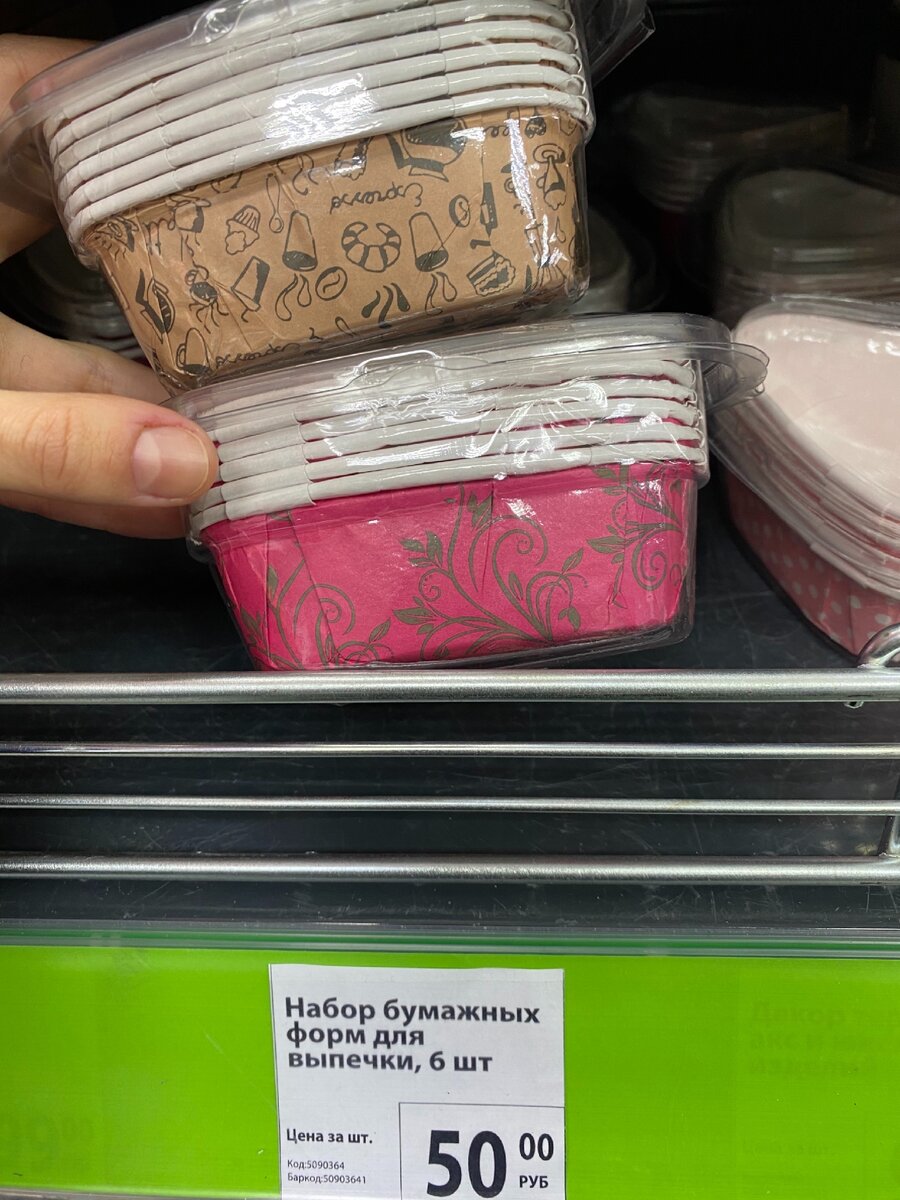 Набор бумажных
форм для
выпечки, 6 шт
Цена за шт.
50 00
РУБ
Код:5090364
Баркод:50903641